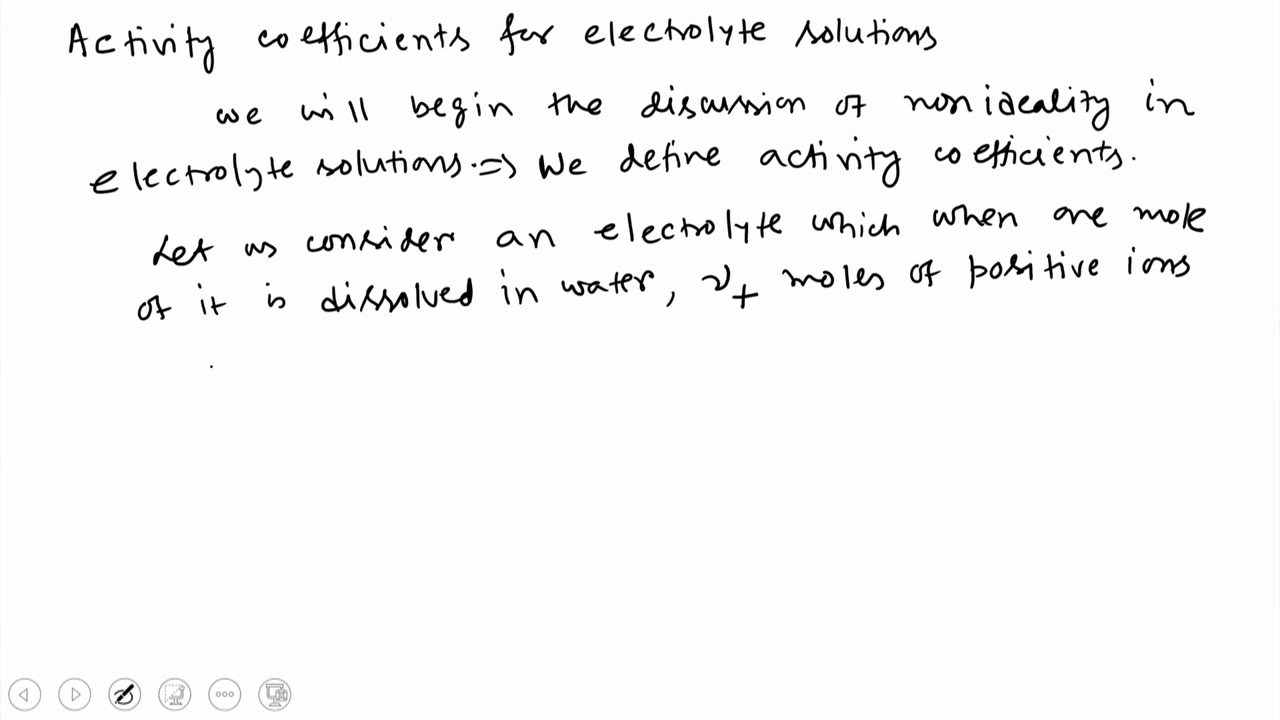 Activity coefficients for electrolyte solutions
we will begin the discussion of nonideality in
electrolyte solutions. => We define activity coefficients.
Let us consider an electrolyte which when one mole
of it is dissolved in water, ν+ moles of positive ions